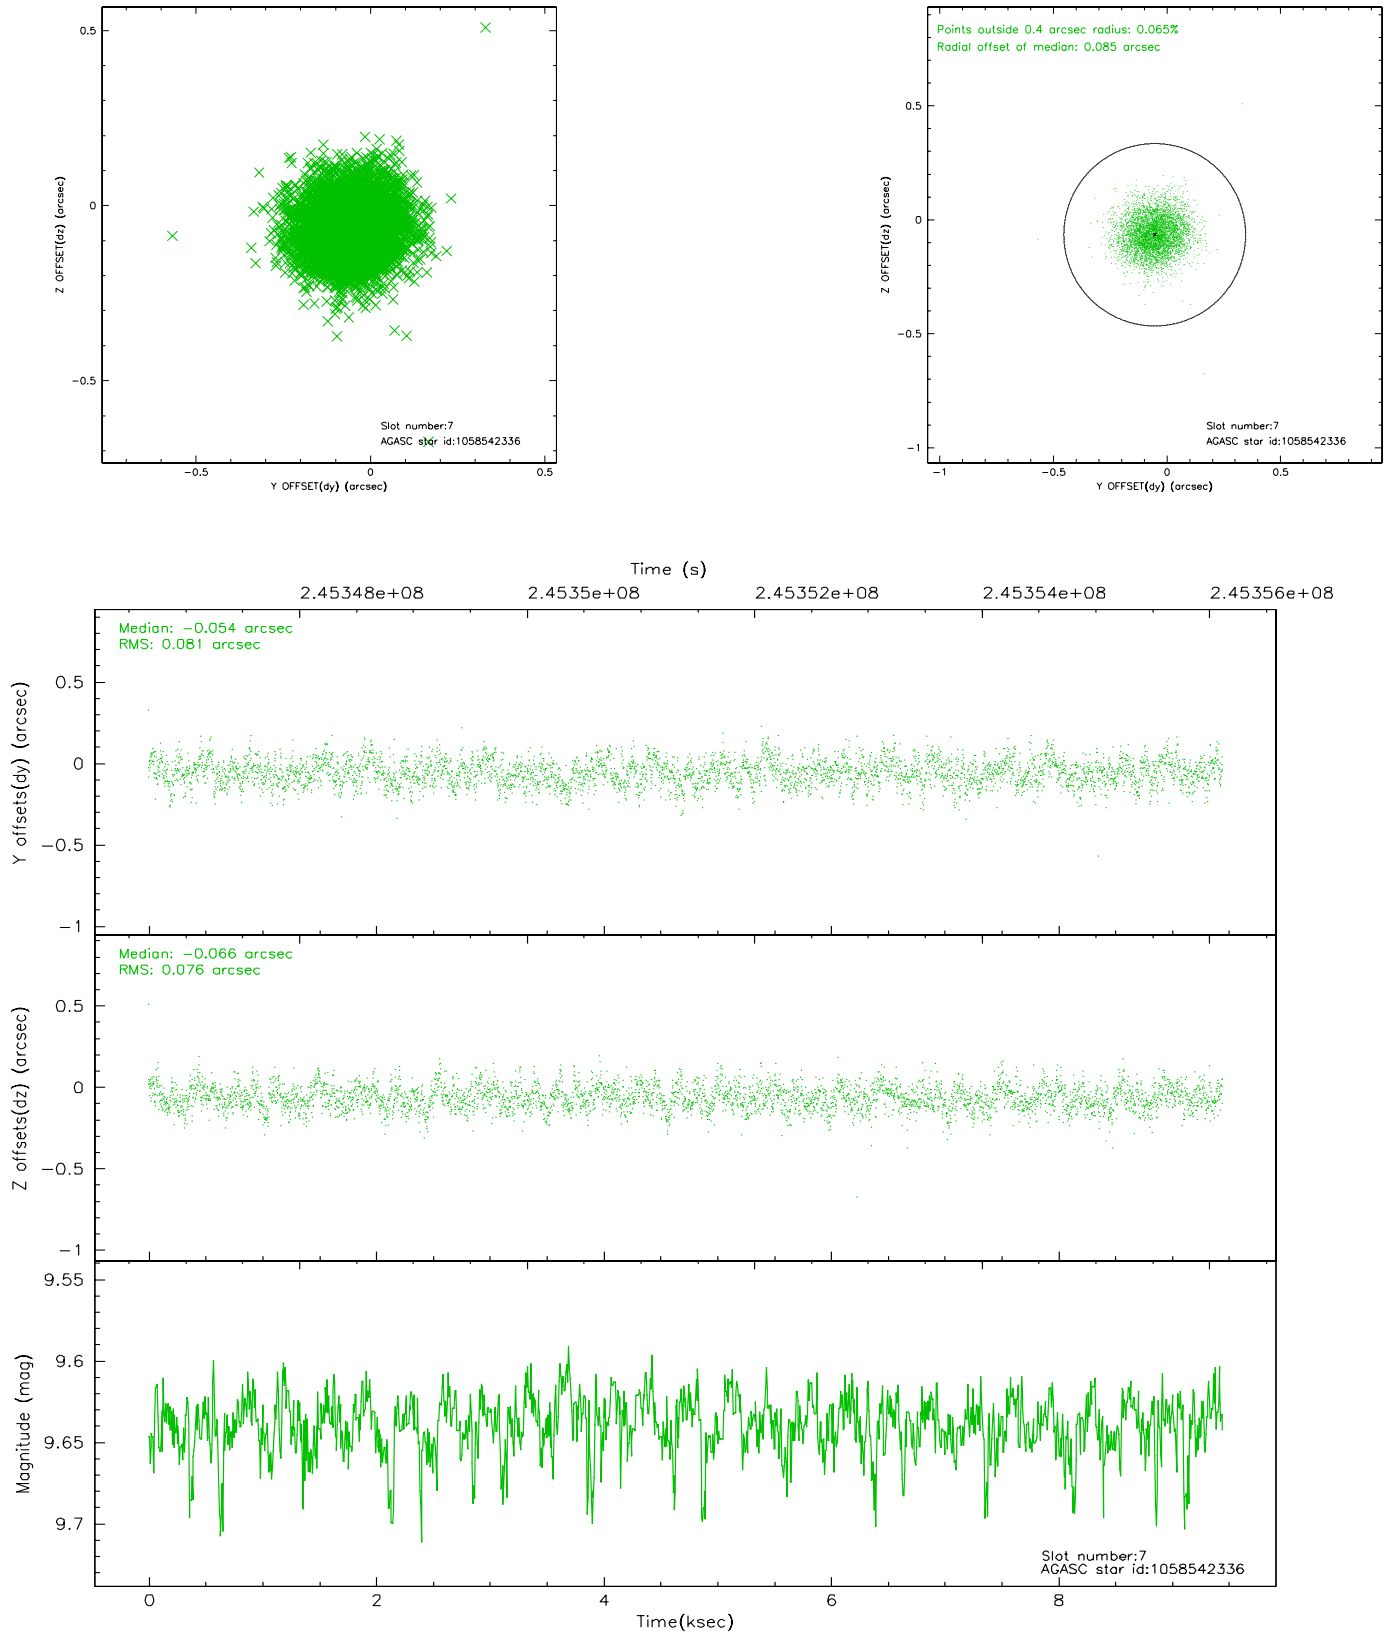 0.5
0
−0.5
Z OFFSET(dz) (arcsec)
Slot number:7
AGASC star id:1058542336
−0.5
0
0.5
Y OFFSET(dy) (arcsec)
Points outside 0.4 arcsec radius: 0.065%
Radial offset of median: 0.085 arcsec
0.5
0
−0.5
−1
Z OFFSET(dz) (arcsec)
Slot number:7
AGASC star id:1058542336
−1
−0.5
0
0.5
Y OFFSET(dy) (arcsec)
Time (s)
2.45348e+08
2.4535e+08
2.45352e+08
2.45354e+08
2.45356e+08
Median: −0.054 arcsec
RMS: 0.081 arcsec
0.5
0
−0.5
−1
Y offsets(dy) (arcsec)
Median: −0.066 arcsec
RMS: 0.076 arcsec
0.5
0
−0.5
−1
Z offsets(dz) (arcsec)
9.55
9.6
9.65
9.7
Magnitude (mag)
Slot number:7
AGASC star id:1058542336
0
2
4
6
8
Time(ksec)